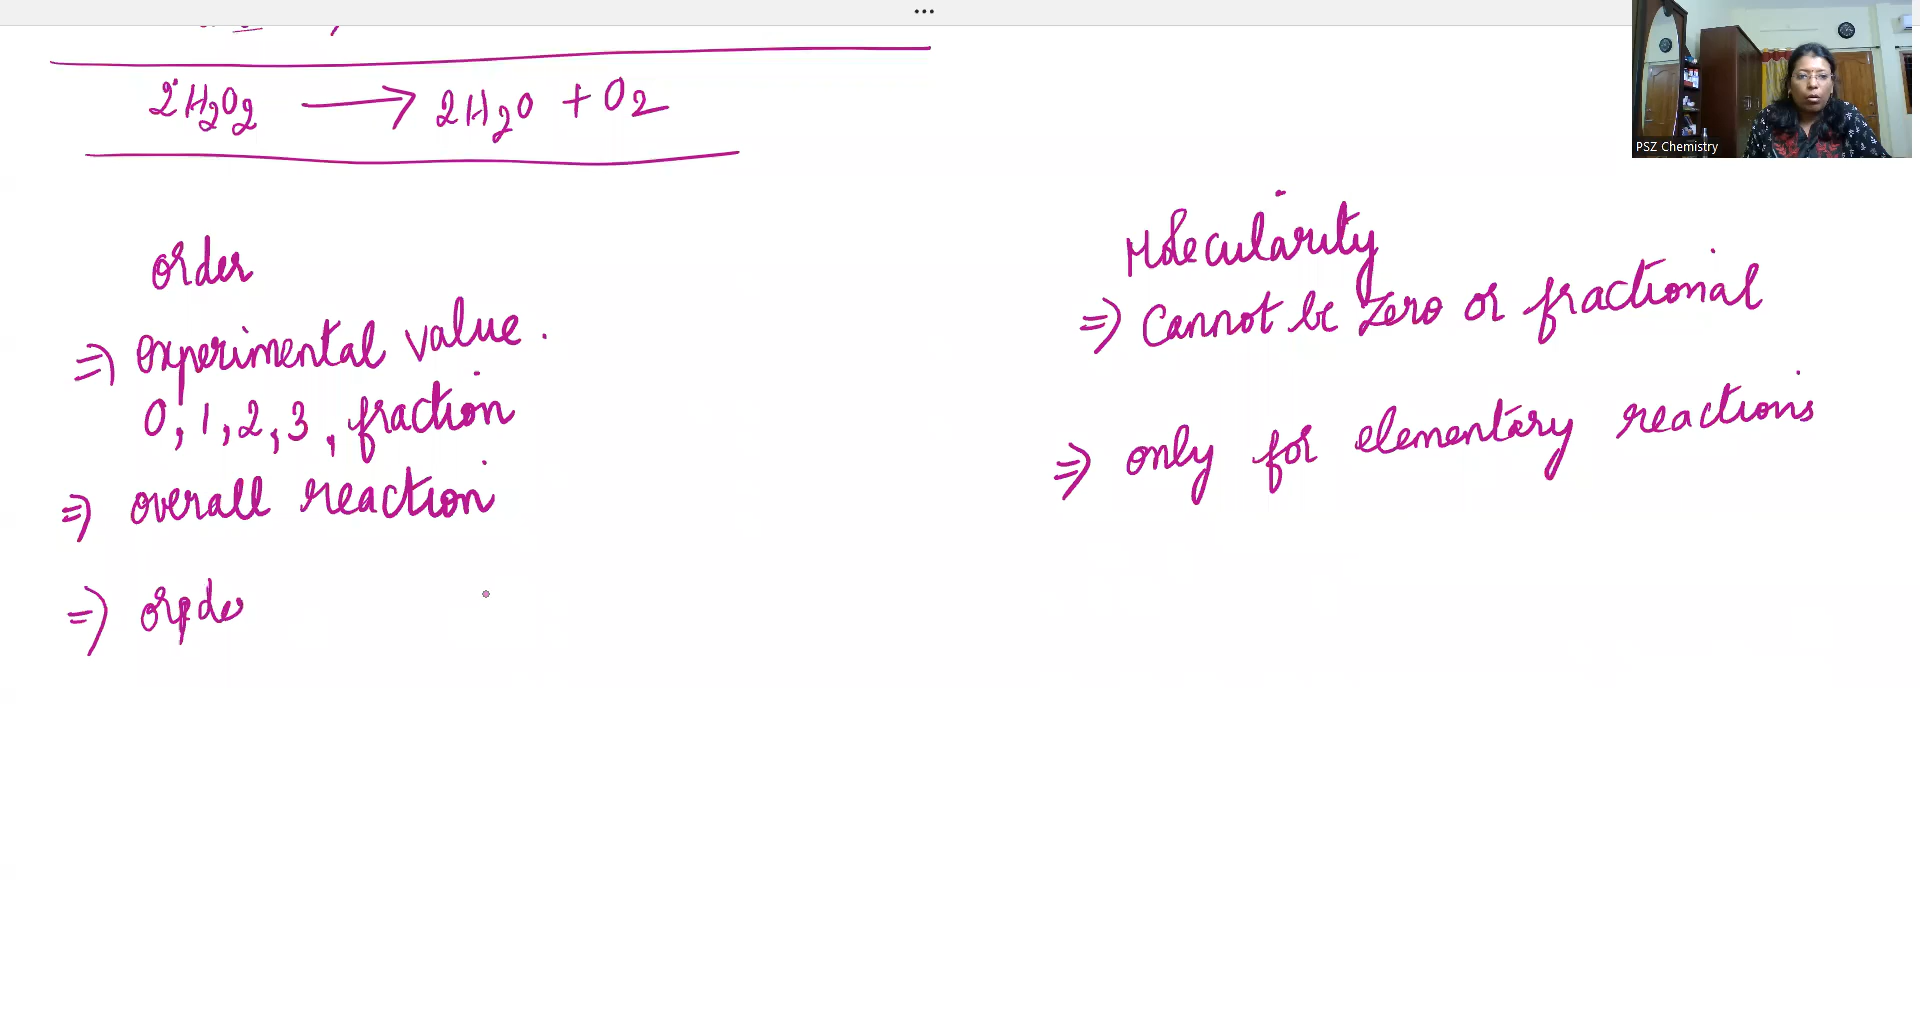 ...
2H₂O₂ ⟶ 2H₂O + O₂
PSZ Chemistry
order
⇒ experimental value.
0, 1, 2, 3, fraction
⇒ overall reaction
⇒ orde
Molecularity
⇒ Cannot be zero or fractional
⇒ only for elementary reactions